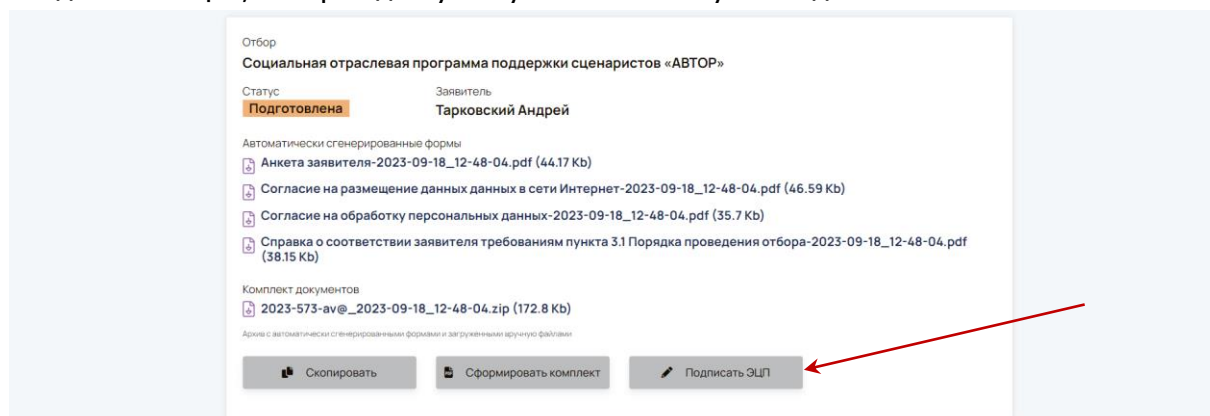 Отбор
Социальная отраслевая программа поддержки сценаристов «АВТОР»
Статус Заявитель
Подготовлена Тарковский Андрей
Автоматически сгенерированные формы
Анкета заявителя-2023-09-18_12-48-04.pdf (44.17 Kb)
Согласие на размещение данных данных в сети Интернет-2023-09-18_12-48-04.pdf (46.59 Kb)
Согласие на обработку персональных данных-2023-09-18_12-48-04.pdf (35.7 Kb)
Справка о соответствии заявителя требованиям пункта 3.1 Порядка проведения отбора-2023-09-18_12-48-04.pdf
(38.15 Kb)
Комплект документов
2023-573-av@_2023-09-18_12-48-04.zip (172.8 Kb)
Архив с автоматически сгенерированными формами и загруженными вручную файлами
Скопировать Сформировать комплект Подписать ЭЦП